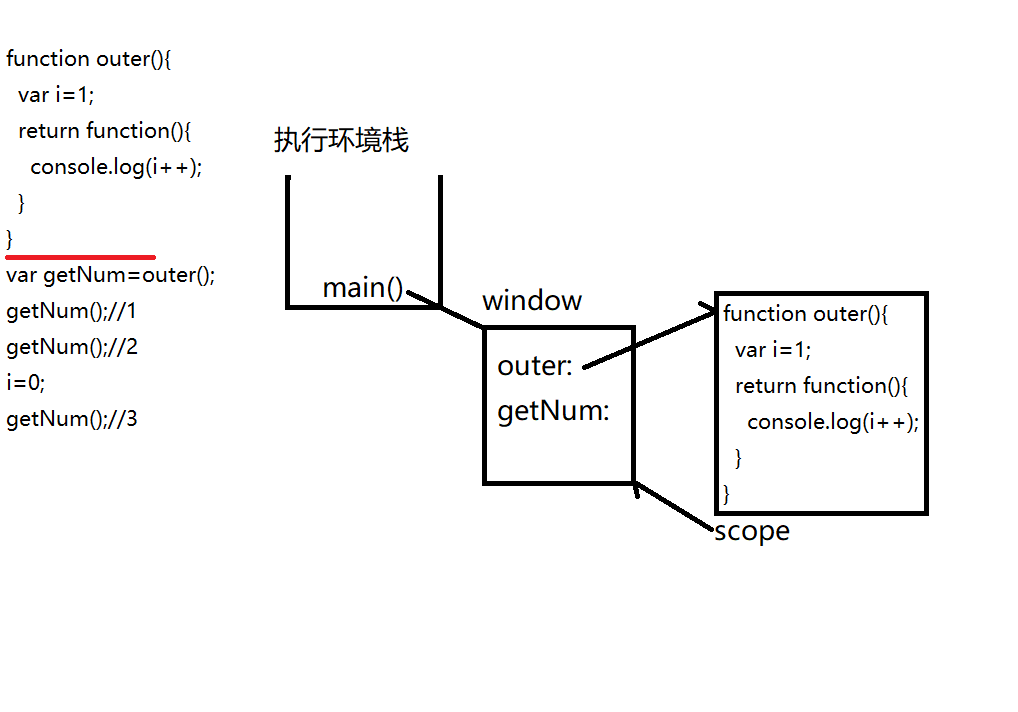 function outer(){
var i=1;
return function(){
console.log(i++);
}
}
var getNum=outer();
getNum();//1
getNum();//2
i=0;
getNum();//3
执行环境栈
main()
window
outer:
getNum:
function outer(){
var i=1;
return function(){
console.log(i++);
}
}
scope